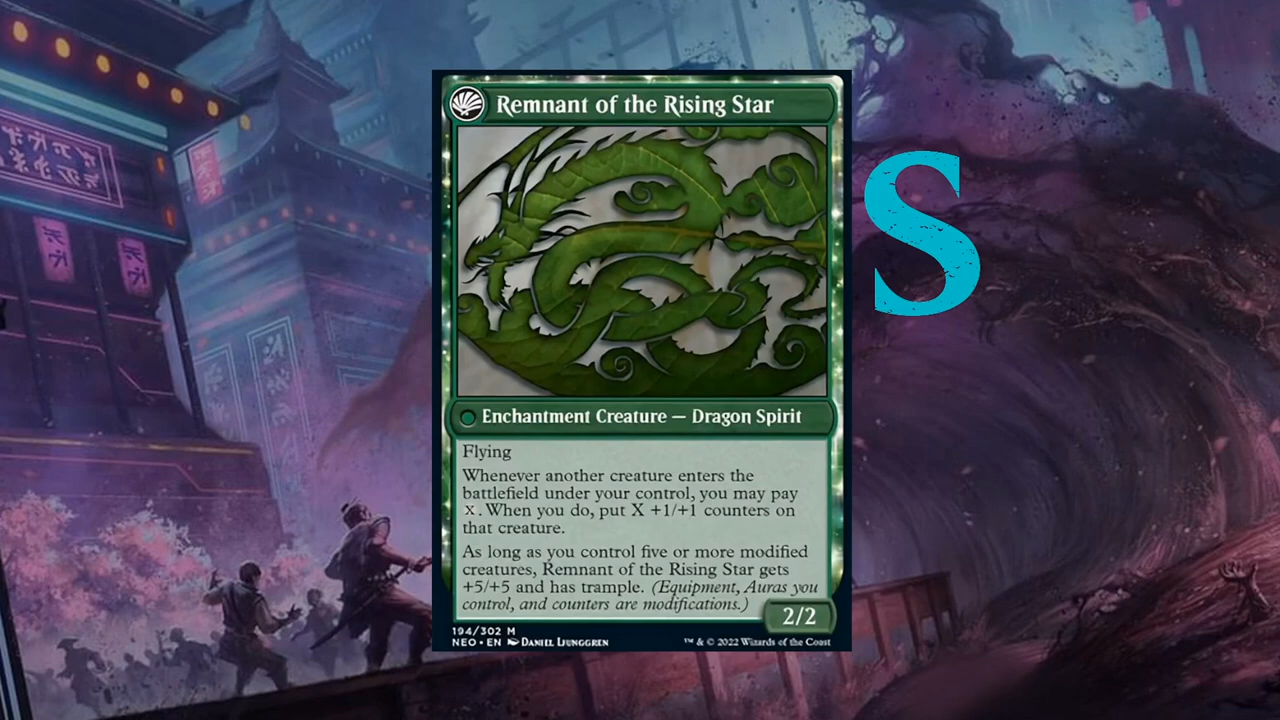 Remnant of the Rising Star
S
Enchantment Creature — Dragon Spirit
Flying
Whenever another creature enters the
battlefield under your control, you may pay
X. When you do, put X +1/+1 counters on
that creature.
As long as you control five or more modified
creatures, Remnant of the Rising Star gets
+5/+5 and has trample. (Equipment, Auras you
control, and counters are modifications.)
2/2
194/302 M
NEO • EN Daniel Ljunggren
™ & © 2022 Wizards of the Coast